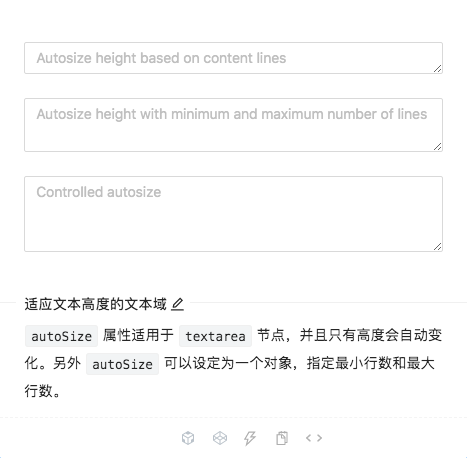 Autosize height based on content lines
Autosize height with minimum and maximum number of lines
Controlled autosize
适应文本高度的文本域
autoSize 属性适用于 textarea 节点，并且只有高度会自动变
化。另外 autoSize 可以设定为一个对象，指定最小行数和最大
行数。